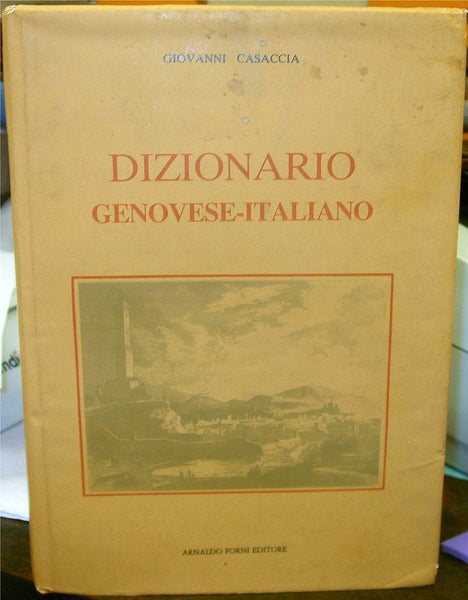 GIOVANNI CASACCIA
DIZIONARIO
GENOVESE-ITALIANO
ARNALDO FORNI EDITORE